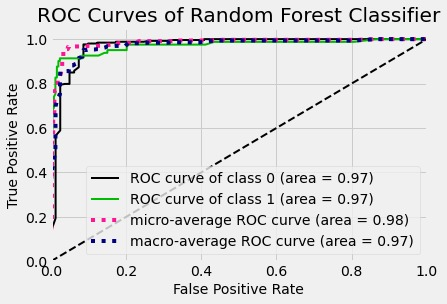 ROC Curves of Random Forest Classifier
1.0
0.8
0.6
0.4
0.2
0.0
True Positive Rate
ROC curve of class 0 (area = 0.97)
ROC curve of class 1 (area = 0.97)
micro-average ROC curve (area = 0.98)
macro-average ROC curve (area = 0.97)
0.0 0.2 0.4 0.6 0.8 1.0
False Positive Rate